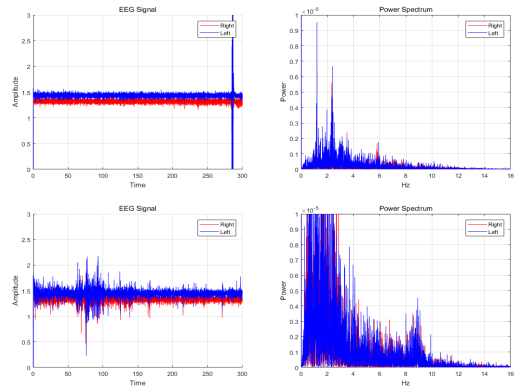 EEG Signal
Amplitude
3
2.5
2
1.5
1
0.5
0
0 50 100 150 200 250 300
Time
Right
Left
Power Spectrum
×10^-5
Power
1
0.9
0.8
0.7
0.6
0.5
0.4
0.3
0.2
0.1
0
0 2 4 6 8 10 12 14 16
Hz
Right
Left
EEG Signal
Amplitude
3
2.5
2
1.5
1
0.5
0
0 50 100 150 200 250 300
Time
Right
Left
Power Spectrum
×10^-5
Power
1
0.9
0.8
0.7
0.6
0.5
0.4
0.3
0.2
0.1
0
0 2 4 6 8 10 12 14 16
Hz
Right
Left